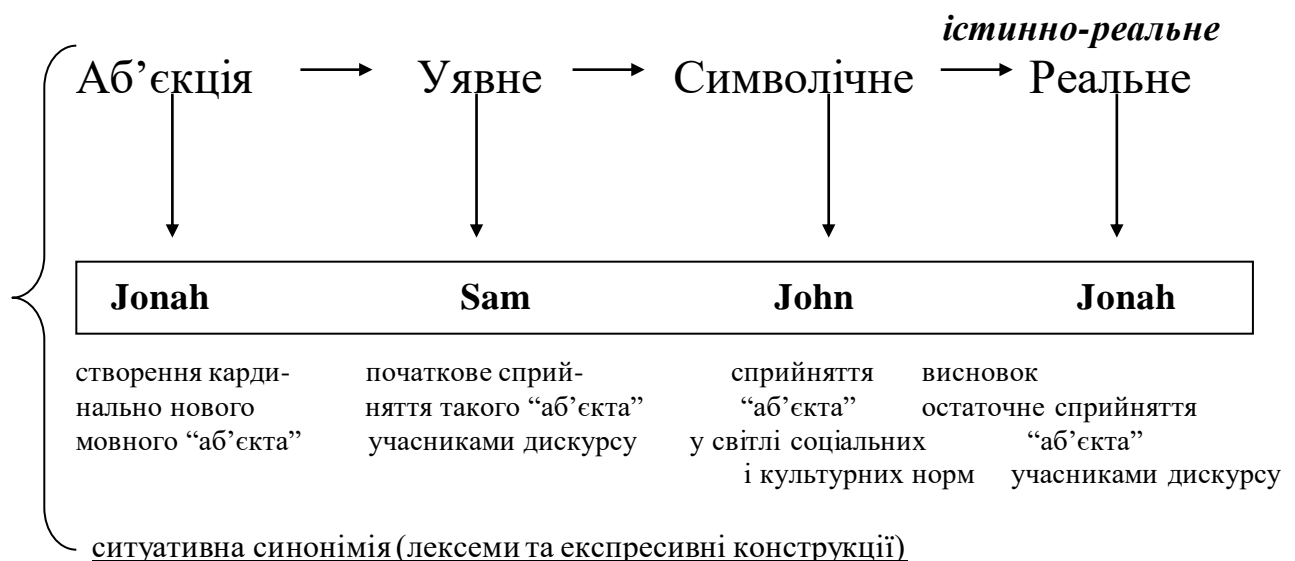 істинно-реальне
Аб’єкція Уявне Символічне Реальне
Jonah Sam John Jonah
створення карди- початкове сприй- сприйняття висновок
нально нового няття такого “аб’єкта” “аб’єкта” остаточне сприйняття
мовного “аб’єкта” учасниками дискурсу у світлі соціальних “аб’єкта”
і культурних норм учасниками дискурсу
ситуативна синонімія (лексеми та експресивні конструкції)